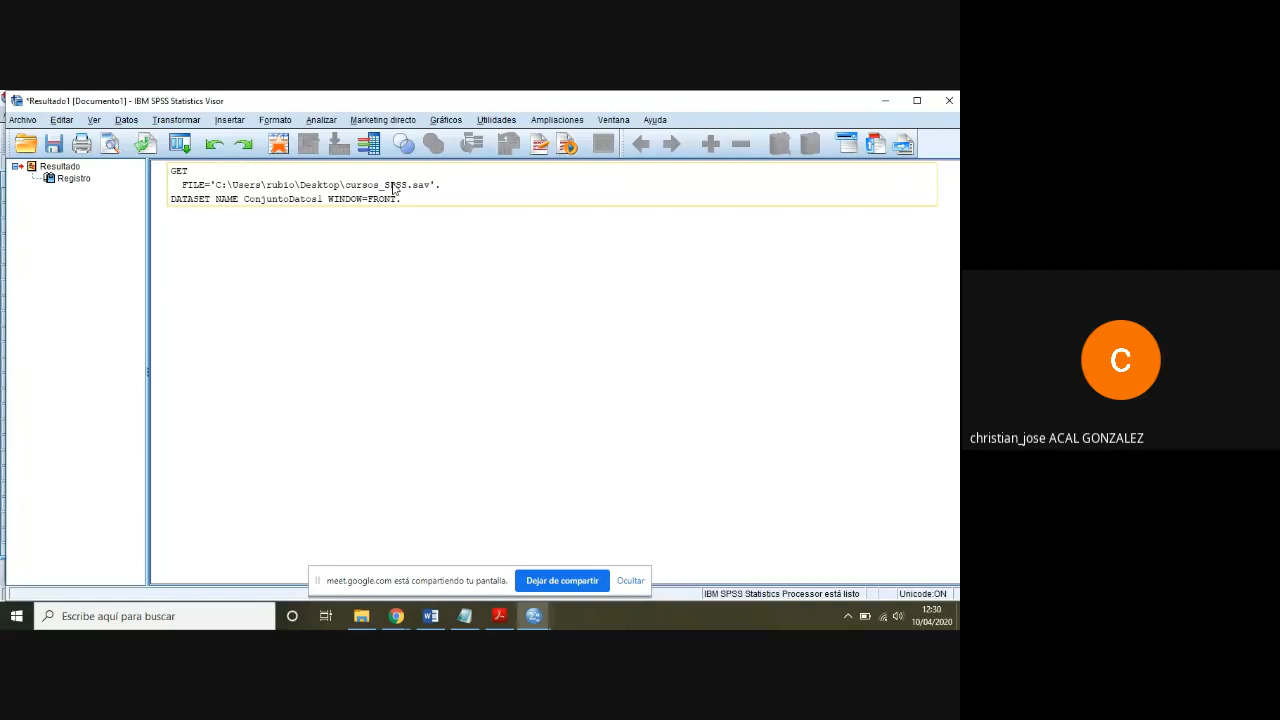 *Resultado1 [Documento1] - IBM SPSS Statistics Visor
Archivo Editar Ver Datos Transformar Insertar Formato Analizar Marketing directo Gráficos Utilidades Ampliaciones Ventana Ayuda
Resultado
Registro
GET
FILE='C:\Users\rubio\Desktop\cursos_SPSS.sav'.
DATASET NAME ConjuntoDatos1 WINDOW=FRONT.
C
christian_jose ACAL GONZALEZ
meet.google.com está compartiendo tu pantalla.
Dejar de compartir
Ocultar
IBM SPSS Statistics Processor está listo
Unicode:ON
Escribe aquí para buscar
12:30
10/04/2020